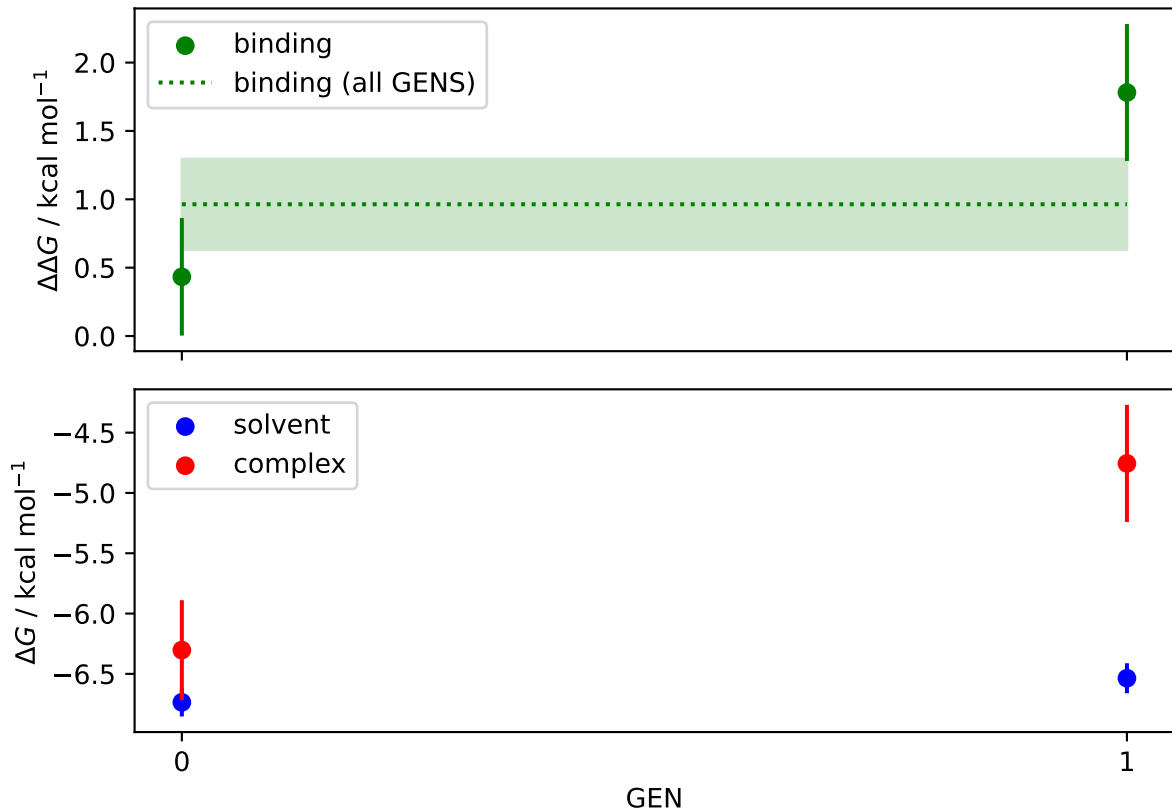 binding
binding (all GENS)
2.0
1.5
1.0
0.5
0.0
ΔΔG / kcal mol⁻¹
solvent
complex
−4.5
−5.0
−5.5
−6.0
−6.5
ΔG / kcal mol⁻¹
0
1
GEN